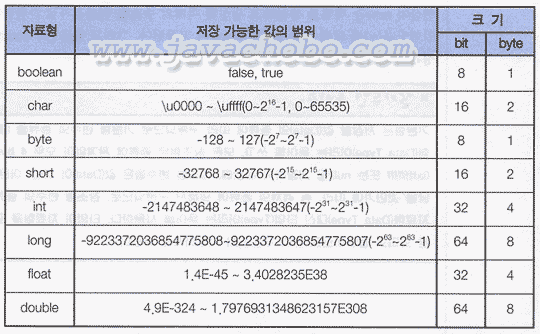 자료형 저장 가능한 값의 범위 크 기
bit byte
www.javachobo.com
boolean false, true 8 1
char \u0000 ~ \uffff(0~2¹⁶-1, 0~65535) 16 2
byte -128 ~ 127(-2⁷~2⁷-1) 8 1
short -32768 ~ 32767(-2¹⁵~2¹⁵-1) 16 2
int -2147483648 ~ 2147483647(-2³¹~2³¹-1) 32 4
long -9223372036854775808~9223372036854775807(-2⁶³~2⁶³-1) 64 8
float 1.4E-45 ~ 3.4028235E38 32 4
double 4.9E-324 ~ 1.7976931348623157E308 64 8